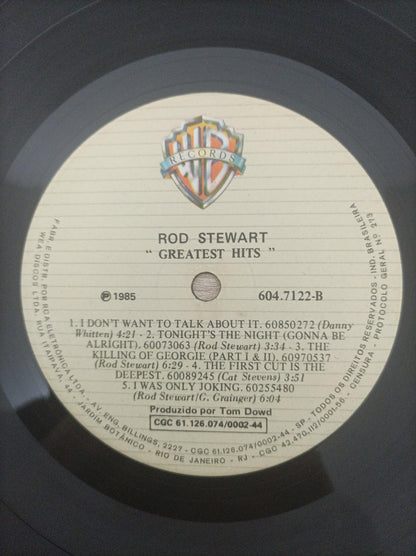 WB
RECORDS
ROD STEWART
" GREATEST HITS "
℗ 1985
604.7122-B
1. I DON'T WANT TO TALK ABOUT IT. 60850272 (Danny
Whitten) 4:21 - 2. TONIGHT'S THE NIGHT (GONNA BE
ALRIGHT). 60073063 (Rod Stewart) 3:34 - 3. THE
KILLING OF GEORGIE (PART I & II). 60970537
(Rod Stewart) 6:29 - 4. THE FIRST CUT IS THE
DEEPEST. 60089245 (Cat Stevens) 3:51
5. I WAS ONLY JOKING. 60255480
(Rod Stewart/G. Grainger) 6:04
Produzido por Tom Dowd
CGC 61.126.074/0002-44
FABR. E DISTR. POR RCA ELETRÔNICA LTDA. - AV. ENG. BILLINGS, 2227 - CGC 61.126.074/0002-44 - SP - TODOS OS DIREITOS RESERVADOS - IND. BRASILEIRA
WEA DISCOS LTDA. RUA ITAIPAVA, 44 - JARDIM BOTÂNICO - RIO DE JANEIRO - RJ - CGC 42.470.112/0001-56 - CENSURA - PROTOCOLO GERAL Nº 273